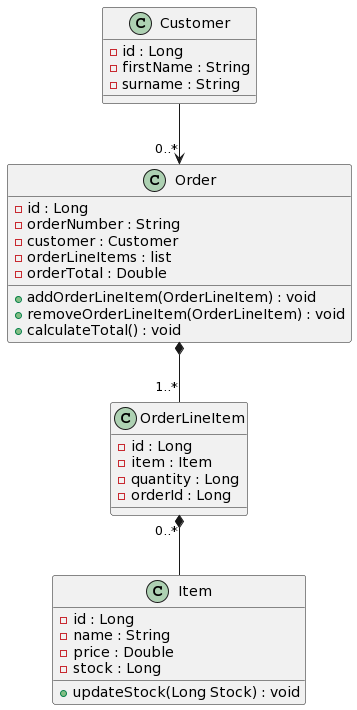 C Customer
id : Long
firstName : String
surname : String
0..*
C Order
id : Long
orderNumber : String
customer : Customer
orderLineItems : list
orderTotal : Double
addOrderLineItem(OrderLineItem) : void
removeOrderLineItem(OrderLineItem) : void
calculateTotal() : void
1..*
C OrderLineItem
id : Long
item : Item
quantity : Long
orderId : Long
0..*
C Item
id : Long
name : String
price : Double
stock : Long
updateStock(Long Stock) : void